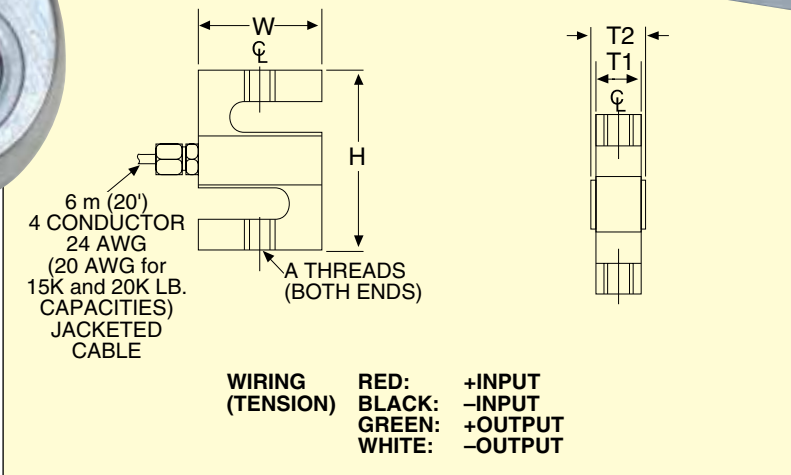 W
℄
H
T2
T1
℄
6 m (20')
4 CONDUCTOR
24 AWG
(20 AWG for
15K and 20K LB.
CAPACITIES)
JACKETED
CABLE
A THREADS
(BOTH ENDS)
WIRING RED: +INPUT
(TENSION) BLACK: –INPUT
GREEN: +OUTPUT
WHITE: –OUTPUT